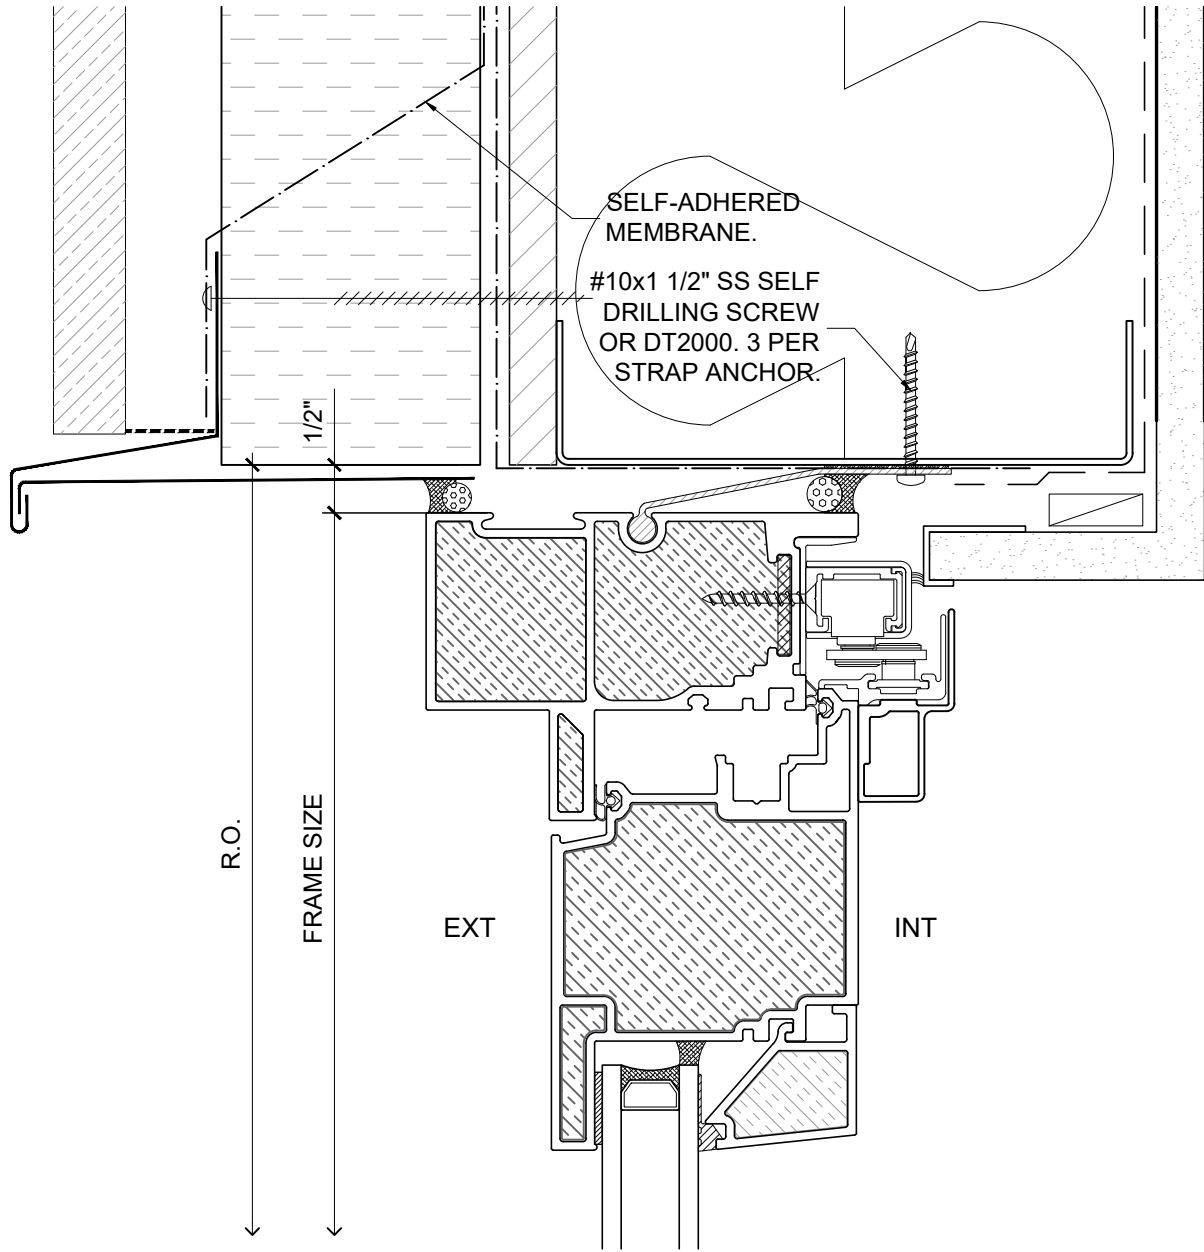 SELF-ADHERED
MEMBRANE.
#10x1 1/2" SS SELF
DRILLING SCREW
OR DT2000. 3 PER
STRAP ANCHOR.
1/2"
R.O.
FRAME SIZE
EXT
INT